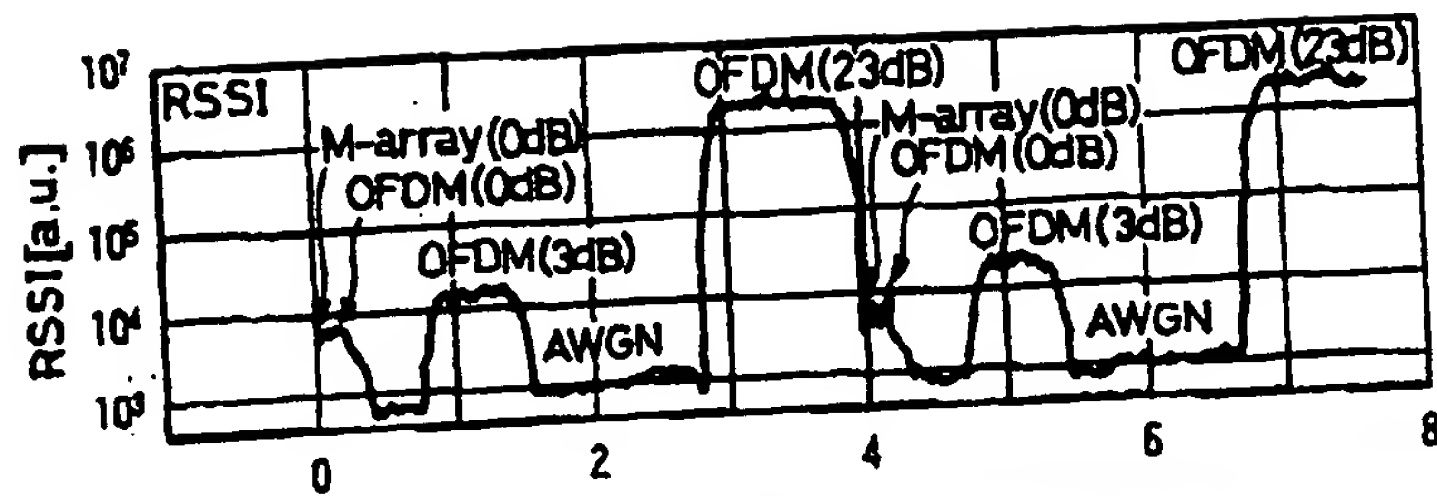 10⁷
RSSI
OFDM(23dB)
OFDM(23dB)
M-array(0dB)
M-array(0dB)
10⁶
OFDM(0dB)
OFDM(0dB)
10⁵
OFDM(3dB)
OFDM(3dB)
RSSI[a.u.]
10⁴
AWGN
AWGN
10³
0
2
4
6
8